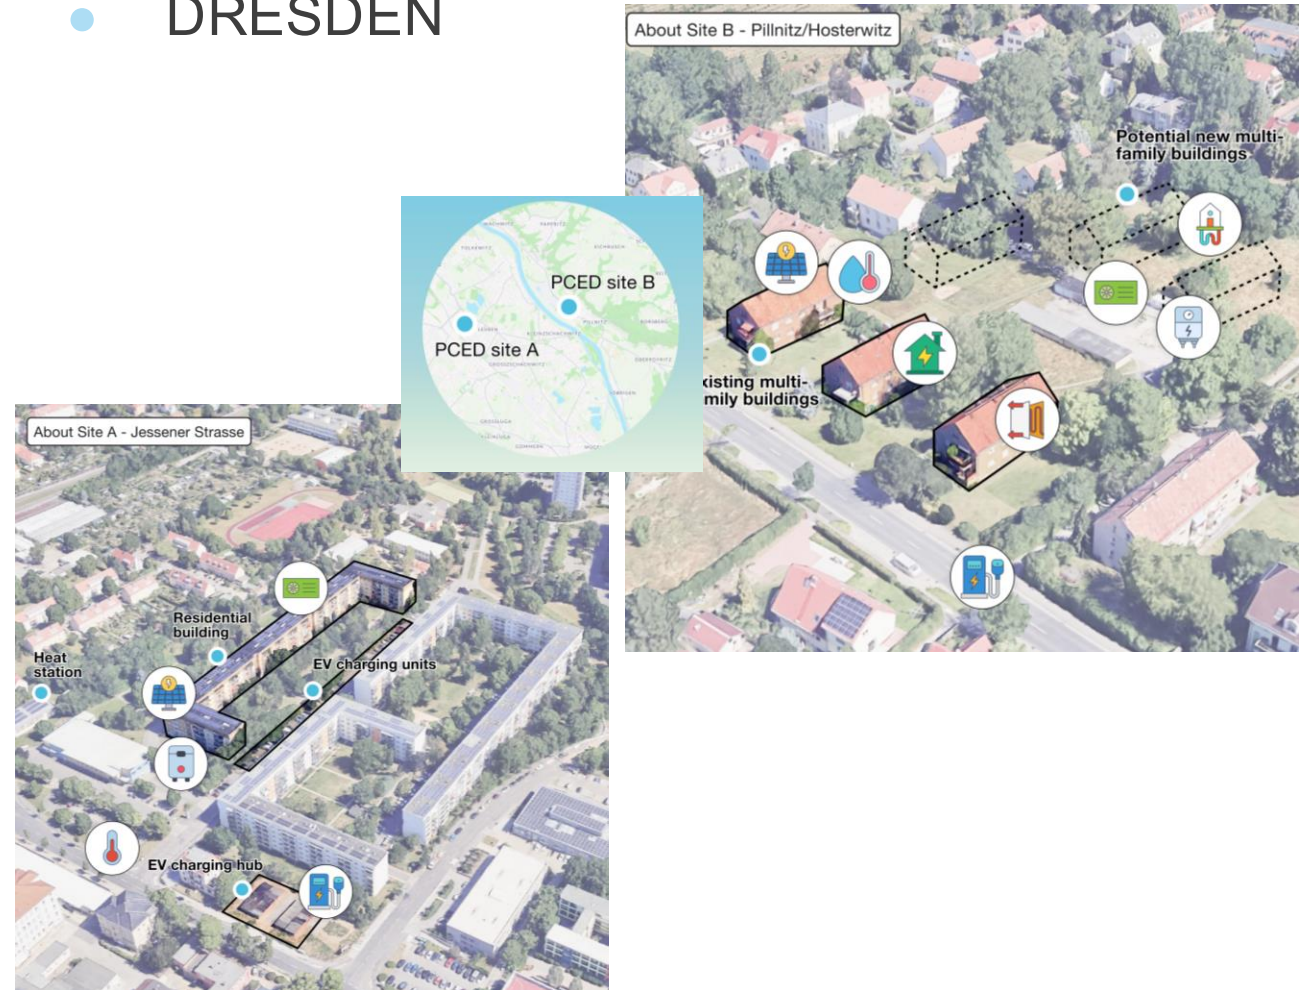 DRESDEN
About Site B - Pillnitz/Hosterwitz
Potential new multi-
family buildings
PCED site B
PCED site A
PILLNITZ
xisting multi-
mily buildings
About Site A - Jessener Strasse
Residential
building
Heat
station
EV charging units
EV charging hub